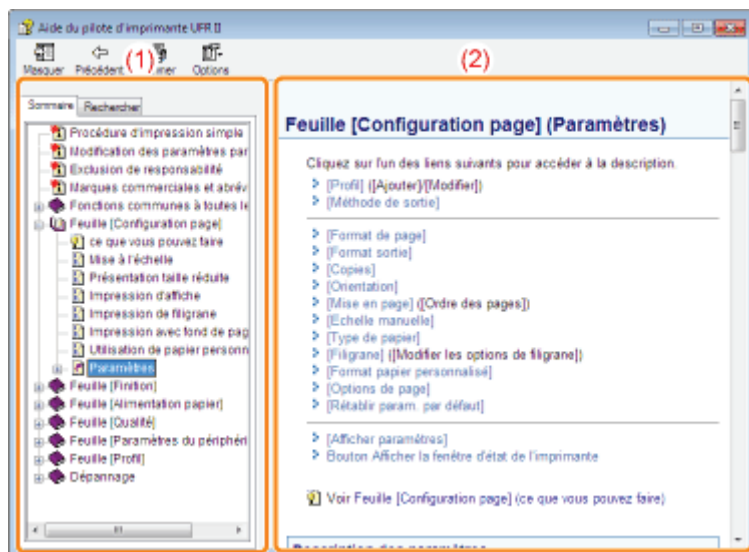 Aide du pilote d'imprimante UFR II
Masquer Précédent Options
(1)
(2)
Sommaire Rechercher
Procédure d'impression simple
Modification des paramètres par
Exclusion de responsabilité
Marques commerciales et abrév
Fonctions communes à toutes le
Feuille [Configuration page]
ce que vous pouvez faire
Mise à l'échelle
Présentation taille réduite
Impression d'affiche
Impression de filigrane
Impression avec fond de pag
Utilisation de papier personn
Paramètres
Feuille [Finition]
Feuille [Alimentation papier]
Feuille [Qualité]
Feuille [Paramètres du périphéri
Feuille [Profil]
Dépannage
Feuille [Configuration page] (Paramètres)
Cliquez sur l'un des liens suivants pour accéder à la description.
[Profil] ([Ajouter]/[Modifier])
[Méthode de sortie]
[Format de page]
[Format sortie]
[Copies]
[Orientation]
[Mise en page] ([Ordre des pages])
[Echelle manuelle]
[Type de papier]
[Filigrane] ([Modifier les options de filigrane])
[Format papier personnalisé]
[Options de page]
[Rétablir param. par défaut]
[Afficher paramètres]
Bouton Afficher la fenêtre d'état de l'imprimante
Voir Feuille [Configuration page] (ce que vous pouvez faire)
Description des paramètres